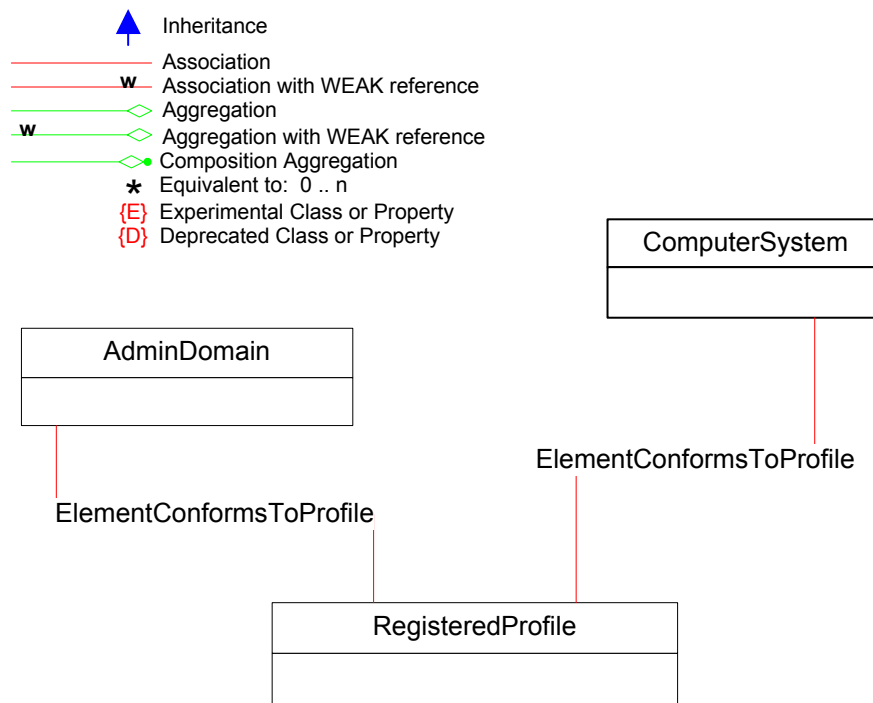 Inheritance
Association
w Association with WEAK reference
Aggregation
w Aggregation with WEAK reference
Composition Aggregation
* Equivalent to: 0 .. n
{E} Experimental Class or Property
{D} Deprecated Class or Property
ComputerSystem
AdminDomain
ElementConformsToProfile
ElementConformsToProfile
RegisteredProfile